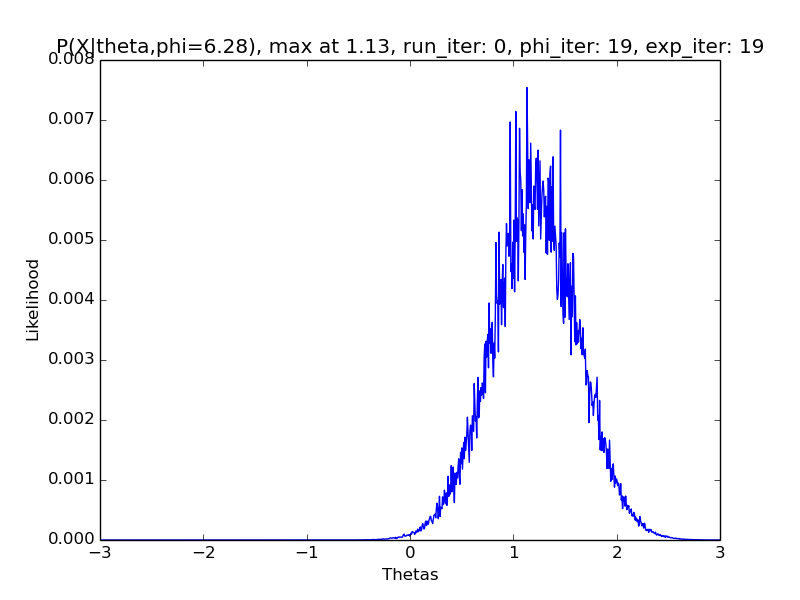 P(X|theta,phi=6.28), max at 1.13, run_iter: 0, phi_iter: 19, exp_iter: 19
0.008
0.007
0.006
0.005
0.004
0.003
0.002
0.001
0.000
Likelihood
−3 −2 −1 0 1 2 3
Thetas